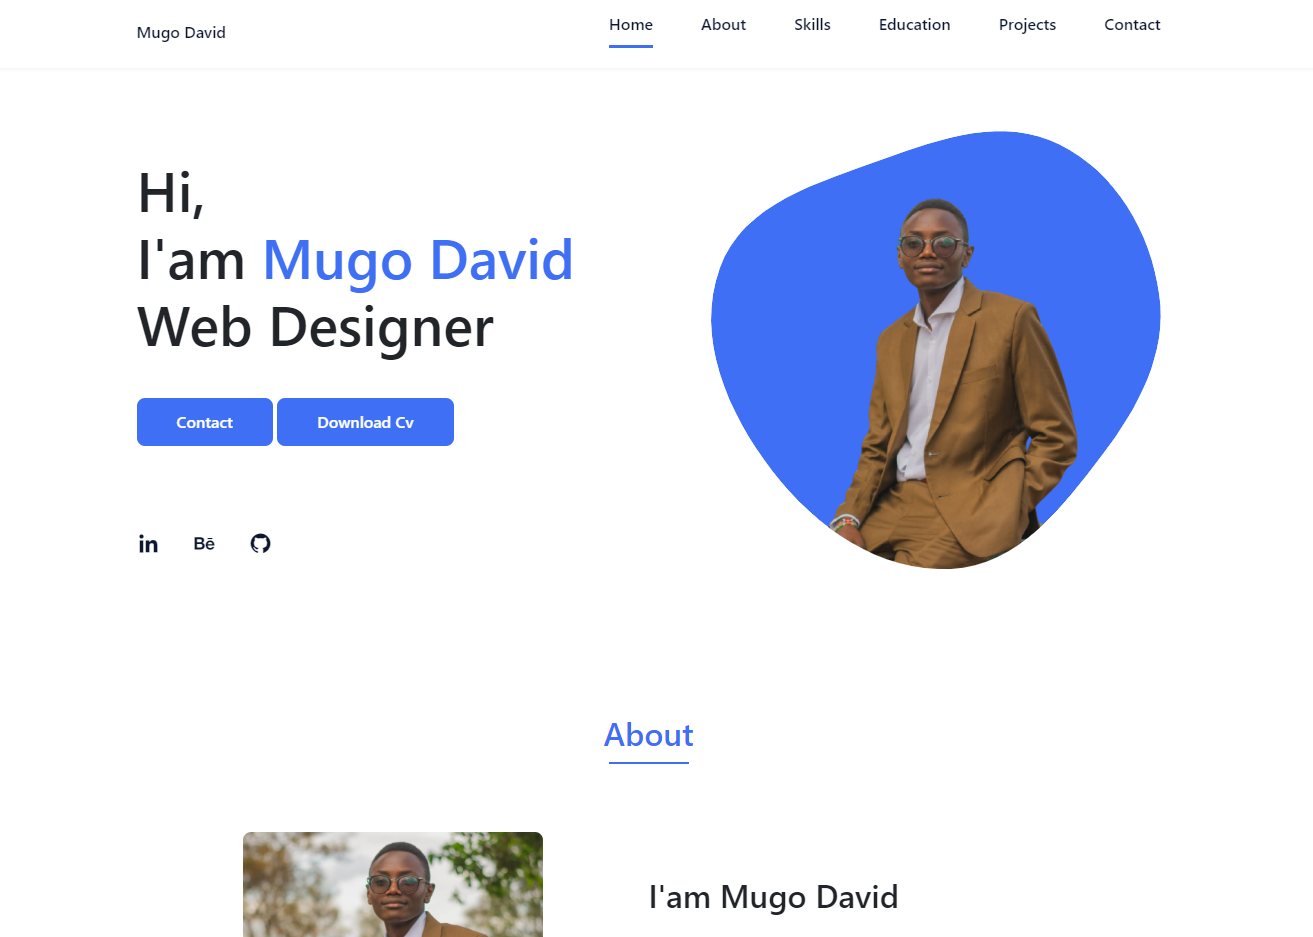 Mugo David
Home About Skills Education Projects Contact
Hi,
I'am Mugo David
Web Designer
Contact Download Cv
in Bē
About
I'am Mugo David